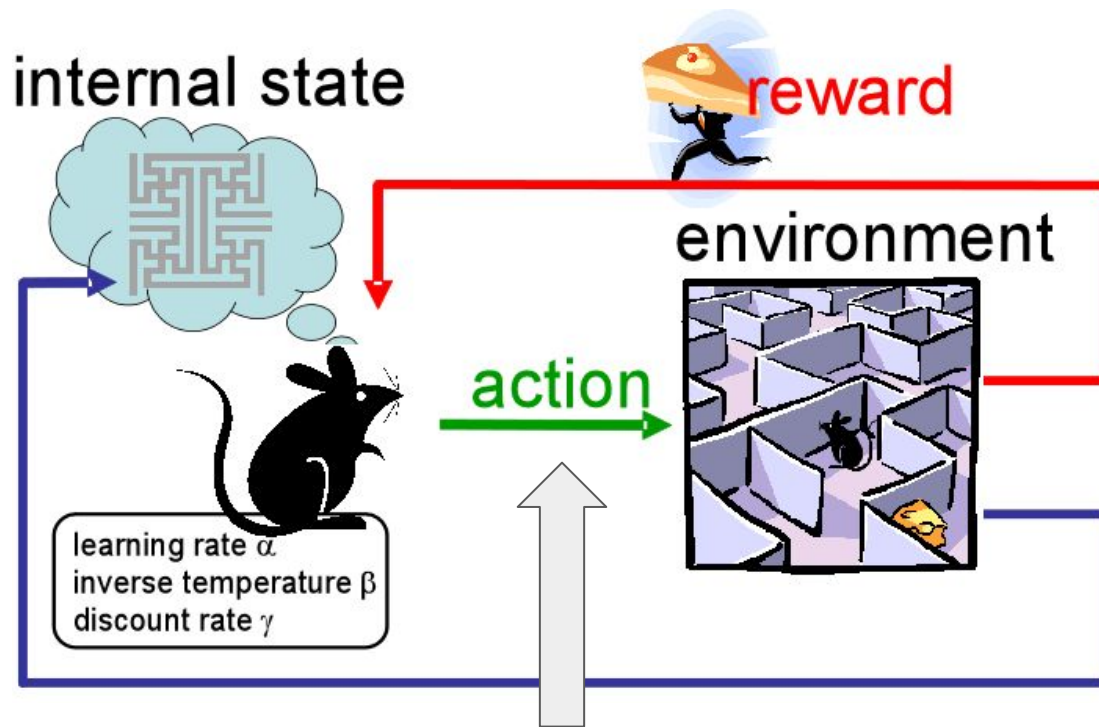 internal state
reward
environment
action
learning rate α
inverse temperature β
discount rate γ